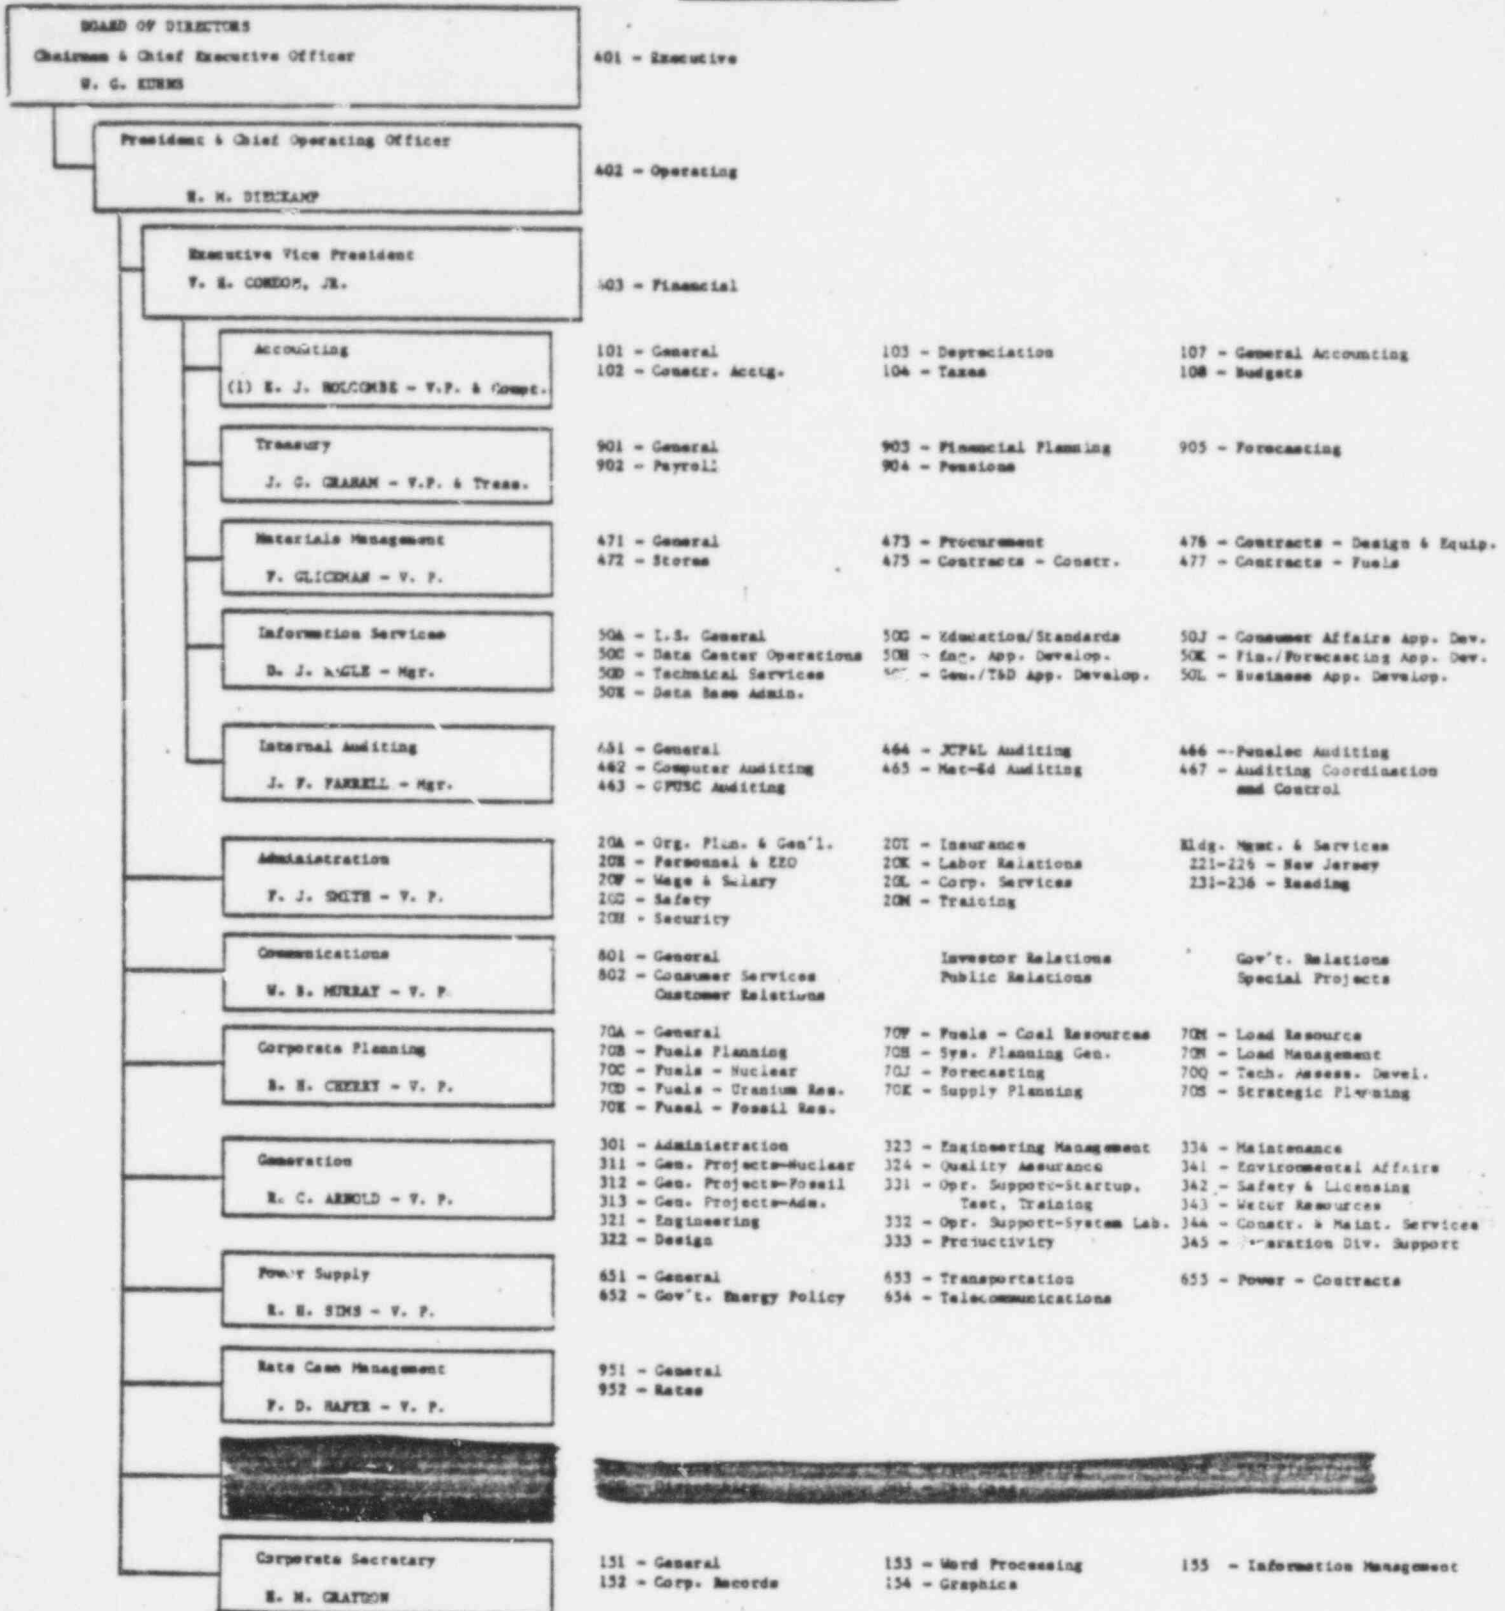 BOARD OF DIRECTORS
Chairman & Chief Executive Officer
W. G. KUHNS
401 - Executive
President & Chief Operating Officer
402 - Operating
H. M. DIECKAMP
Executive Vice President
V. H. CONDON, JR.
403 - Financial
Accounting
(1) E. J. HOLCOMBE - V.P. & Compt.
101 - General 103 - Depreciation 107 - General Accounting
102 - Constr. Acctg. 104 - Taxes 108 - Budgets
Treasury
J. G. GRAHAM - V.P. & Treas.
901 - General 903 - Financial Planning 905 - Forecasting
902 - Payroll 904 - Pensions
Materials Management
F. GLICKMAN - V. P.
471 - General 473 - Procurement 476 - Contracts - Design & Equip.
472 - Stores 475 - Contracts - Constr. 477 - Contracts - Fuels
Information Services
D. J. - Mgr.
50A - I.S. General 50G - Education/Standards 50J - Consumer Affairs App. Dev.
50C - Data Center Operations 50H - Eng. App. Develop. 50K - Fin./Forecasting App. Dev.
50D - Technical Services - Gen./T&D App. Develop. 50L - Business App. Develop.
50E - Data Base Admin.
Internal Auditing
J. F. FARRELL - Mgr.
- General 464 - JCP&L Auditing 466 - Penelec Auditing
462 - Computer Auditing 465 - Met-Ed Auditing 467 - Auditing Coordination
463 - GPUSC Auditing and Control
Administration
F. J. SMITH - V. P.
20A - Org. Plan. & Gen'l. 20I - Insurance Bldg. Mgmt. & Services
20E - Personnel & EEO 20K - Labor Relations 221-226 - New Jersey
20F - Wage & Salary 20L - Corp. Services 231-236 - Reading
20G - Safety 20M - Training
20H - Security
Communications
W. B. MURRAY - V. P.
801 - General Investor Relations Gov't. Relations
802 - Consumer Services Public Relations Special Projects
Customer Relations
Corporate Planning
B. H. CHERRY - V. P.
70A - General 70F - Fuels - Coal Resources 70M - Load Resource
70B - Fuels Planning 70H - Sys. Planning Gen. 70N - Load Management
70C - Fuels - Nuclear 70J - Forecasting 70Q - Tech. Assess. Devel.
70D - Fuels - Uranium Res. 70K - Supply Planning 70S - Strategic Planning
70E - Fusel - Fossil Res.
Generation
R. C. ARNOLD - V. P.
301 - Administration 323 - Engineering Management 334 - Maintenance
311 - Gen. Projects-Nuclear 324 - Quality Assurance 341 - Environmental Affairs
312 - Gen. Projects-Fossil 331 - Opr. Support-Startup, 342 - Safety & Licensing
313 - Gen. Projects-Adm. Test, Training 343 - Water Resources
321 - Engineering 332 - Opr. Support-System Lab. 344 - Constr. & Maint. Services
322 - Design 333 - Productivity 345 - Div. Support
Power Supply
R. H. SIMS - V. P.
651 - General 653 - Transportation 655 - Power - Contracts
652 - Gov't. Energy Policy 654 - Telecommunications
Rate Case Management
F. D. HAFER - V. P.
951 - General
952 - Rates
Corporate Secretary
H. M. GRAYDON
151 - General 153 - Word Processing 155 - Information Management
152 - Corp. Records 154 - Graphics